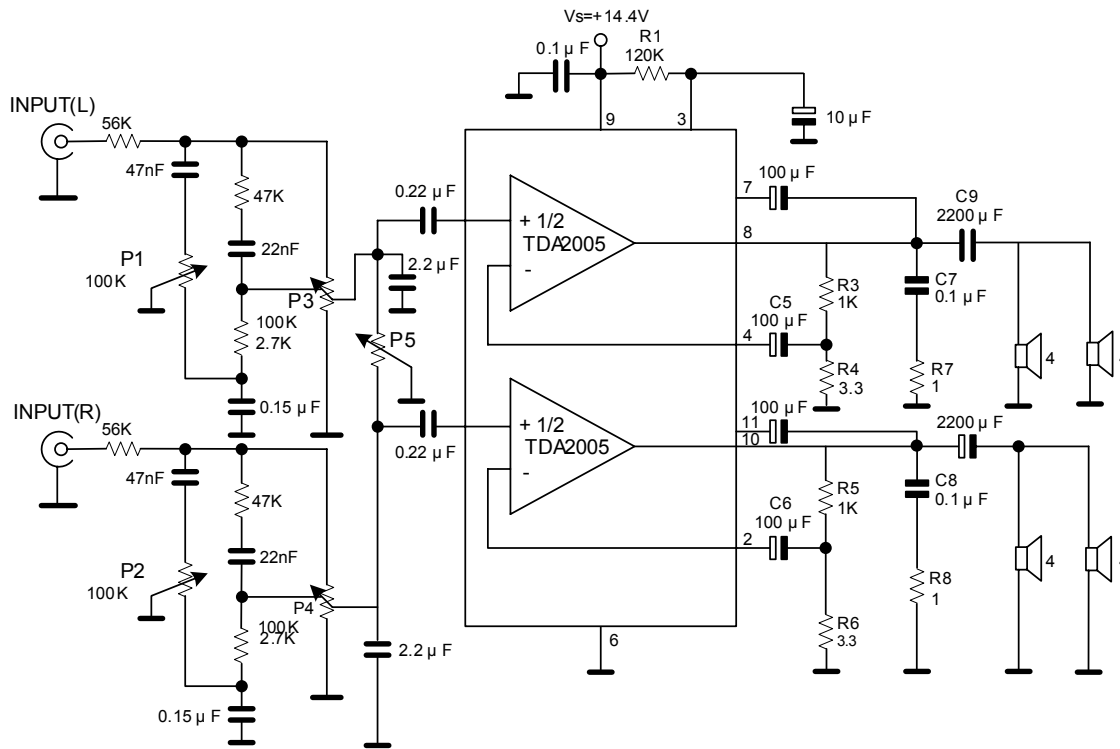 Vs=+14.4V
0.1 µ F
R1
120K
9
3
10 µ F
INPUT(L)
56K
47nF
47K
22nF
P1
100K
P3
100K
2.7K
0.15 µ F
0.22 µ F
2.2 µ F
P5
0.22 µ F
+ 1/2
TDA2005
-
7
100 µ F
8
C9
2200 µ F
R3
1K
C7
0.1 µ F
C5
100 µ F
4
R4
3.3
R7
1
4
INPUT(R)
56K
47nF
47K
22nF
P2
100K
P4
100K
2.7K
0.15 µ F
2.2 µ F
+ 1/2
TDA2005
-
11
100 µ F
10
2200 µ F
R5
1K
C8
0.1 µ F
C6
100 µ F
2
R6
3.3
R8
1
4
6